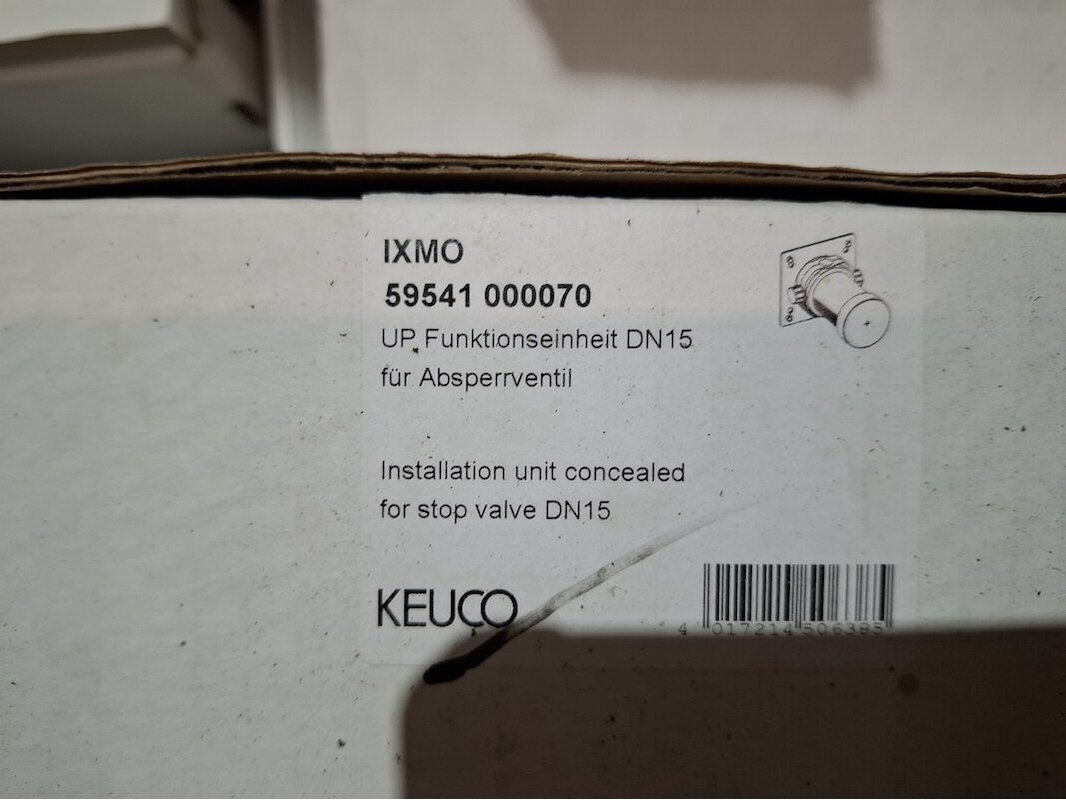 IXMO
59541 000070
UP Funktionseinheit DN15
für Absperrventil
Installation unit concealed
for stop valve DN15
KEUCO
4 017214 506385